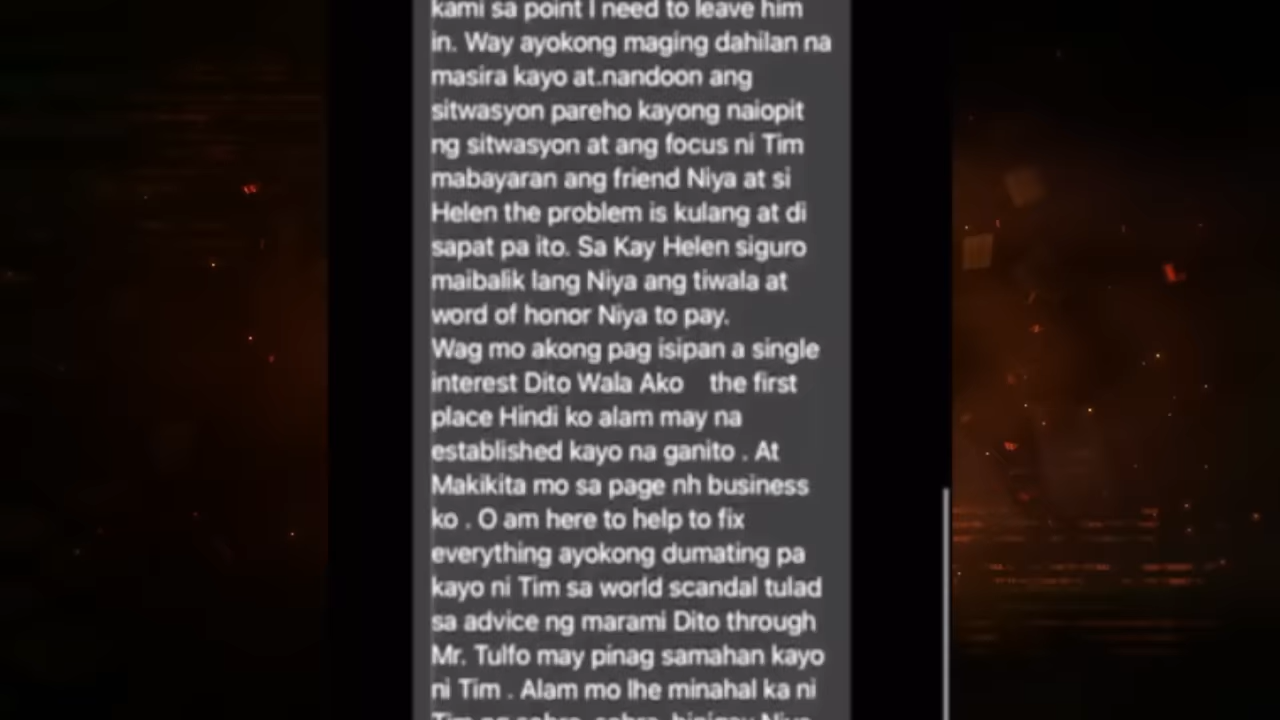 kami sa point I need to leave him
in. Way ayokong maging dahilan na
masira kayo at.nandoon ang
sitwasyon pareho kayong naiopit
ng sitwasyon at ang focus ni Tim
mabayaran ang friend Niya at si
Helen the problem is kulang at di
sapat pa ito. Sa Kay Helen siguro
maibalik lang Niya ang tiwala at
word of honor Niya to pay.
Wag mo akong pag isipan a single
interest Dito Wala Ako the first
place Hindi ko alam may na
established kayo na ganito . At
Makikita mo sa page nh business
ko . O am here to help to fix
everything ayokong dumating pa
kayo ni Tim sa world scandal tulad
sa advice ng marami Dito through
Mr. Tulfo may pinag samahan kayo
ni Tim . Alam mo lhe minahal ka ni